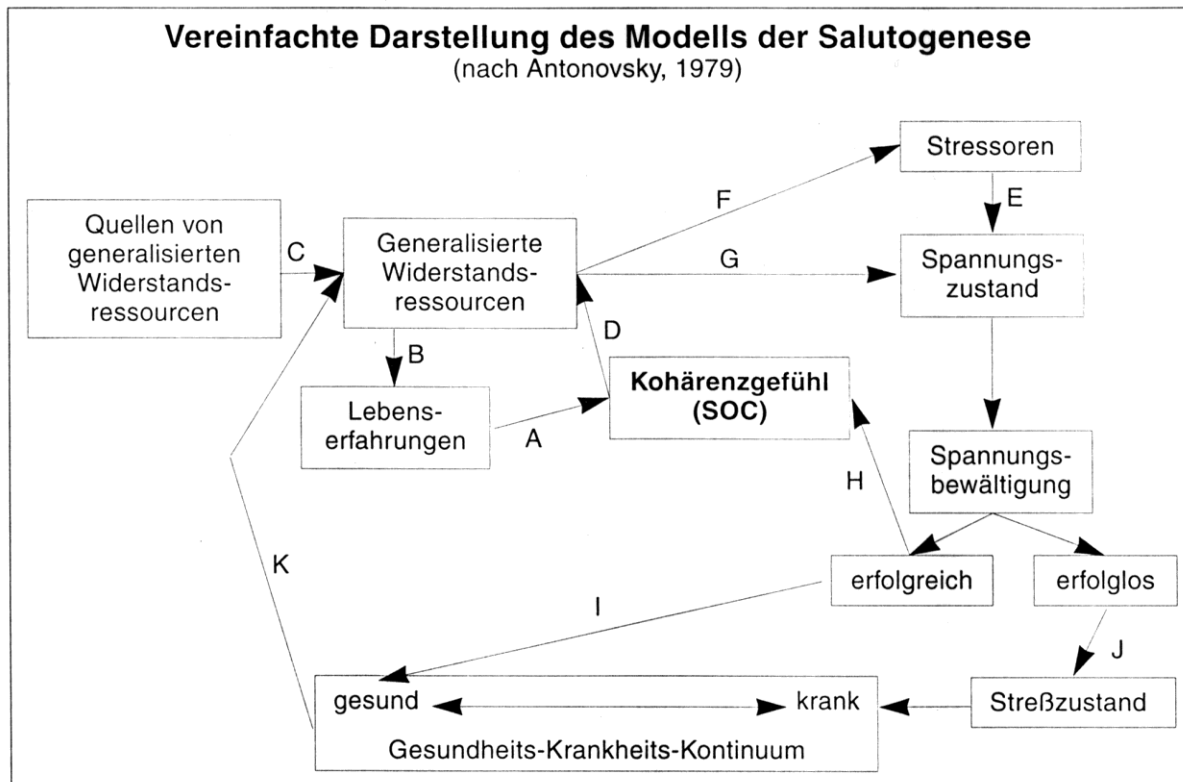 Vereinfachte Darstellung des Modells der Salutogenese
(nach Antonovsky, 1979)
Stressoren
F
E
Quellen von
generalisierten
Widerstands-
ressourcen
C
Generalisierte
Widerstands-
ressourcen
G
Spannungs-
zustand
B
D
Lebens-
erfahrungen
A
Kohärenzgefühl
(SOC)
H
Spannungs-
bewältigung
K
erfolgreich
erfolglos
I
J
gesund
krank
Gesundheits-Krankheits-Kontinuum
Streßzustand